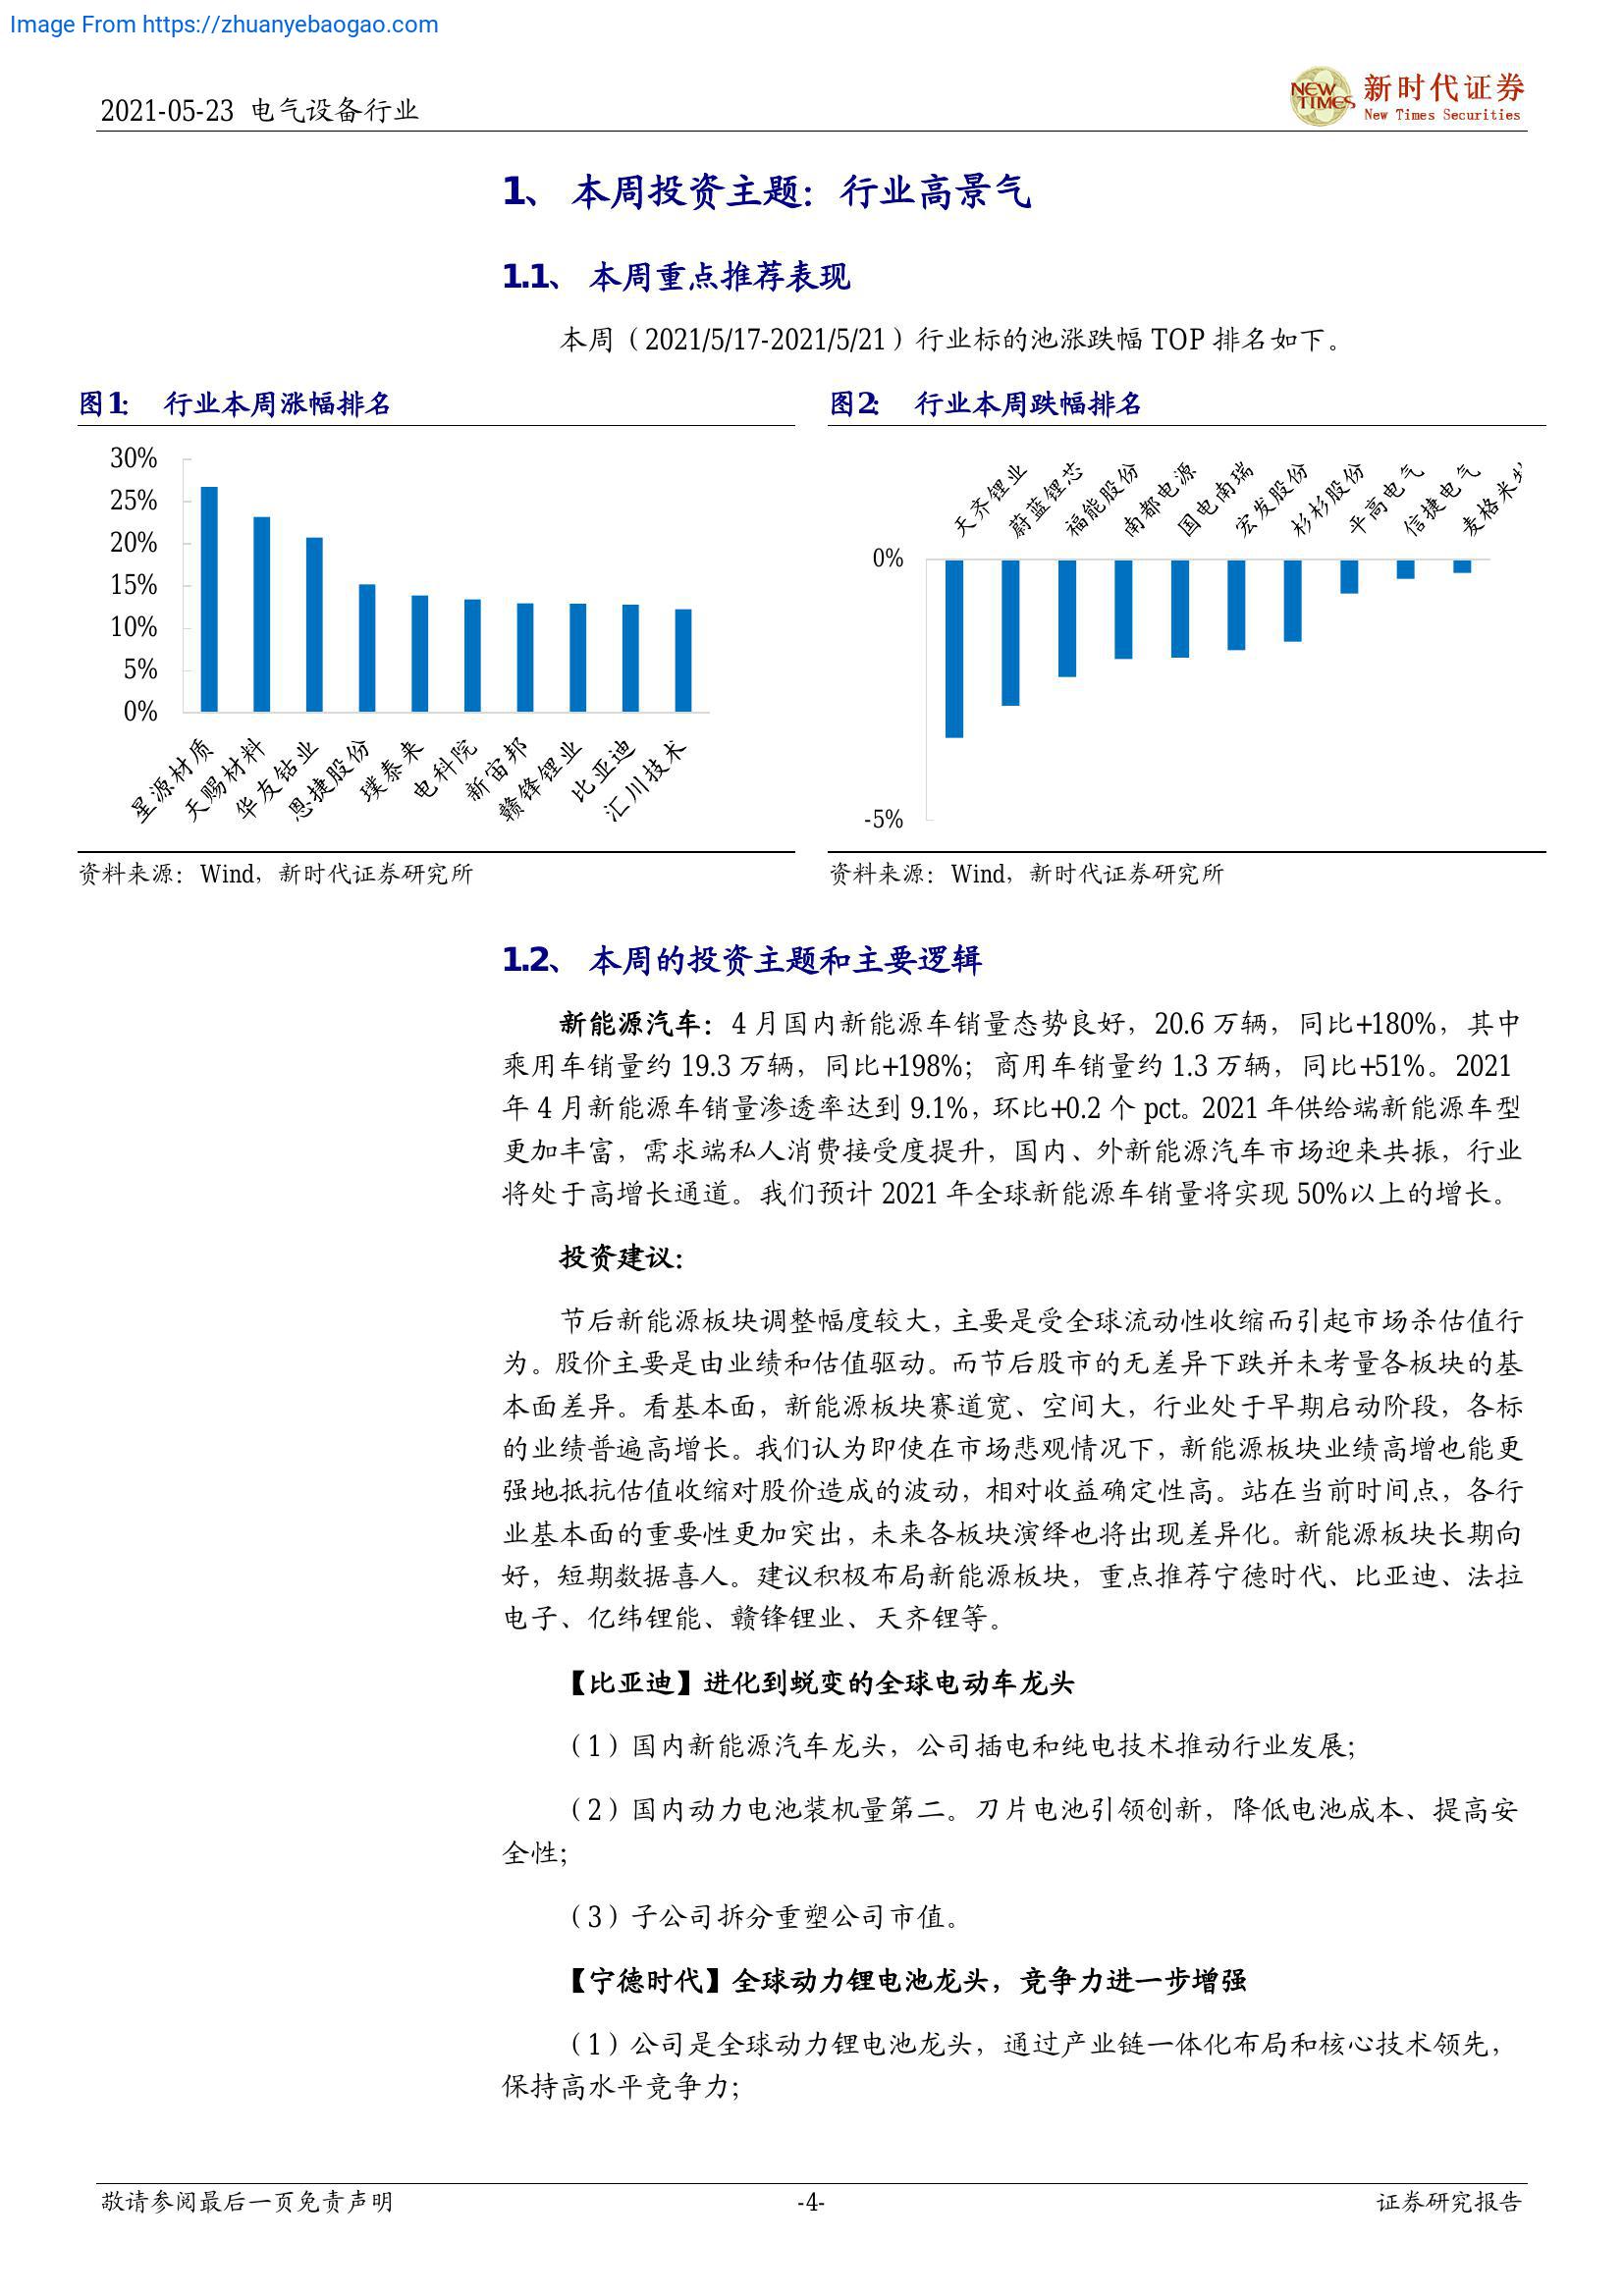 Image From https://zhuanyebaogao.com
2021-05-23 电气设备行业
NEW TIMES
新时代证券
New Times Securities
1、 本周投资主题：行业高景气
1.1、 本周重点推荐表现
本周（2021/5/17-2021/5/21）行业标的池涨跌幅 TOP 排名如下。
图1： 行业本周涨幅排名
30%
25%
20%
15%
10%
5%
0%
星源材质
天赐材料
华友钴业
恩捷股份
璞泰来
电科院
新宙邦
赣锋锂业
比亚迪
汇川技术
资料来源：Wind，新时代证券研究所
图2： 行业本周跌幅排名
天齐锂业
蔚蓝锂芯
福能股份
南都电源
国电南瑞
宏发股份
杉杉股份
平高电气
信捷电气
麦格米
0%
-5%
资料来源：Wind，新时代证券研究所
1.2、 本周的投资主题和主要逻辑
新能源汽车：4 月国内新能源车销量态势良好，20.6 万辆，同比+180%，其中
乘用车销量约 19.3 万辆，同比+198%；商用车销量约 1.3 万辆，同比+51%。2021
年 4 月新能源车销量渗透率达到 9.1%，环比+0.2 个 pct。2021 年供给端新能源车型
更加丰富，需求端私人消费接受度提升，国内、外新能源汽车市场迎来共振，行业
将处于高增长通道。我们预计 2021 年全球新能源车销量将实现 50%以上的增长。
投资建议：
节后新能源板块调整幅度较大，主要是受全球流动性收缩而引起市场杀估值行
为。股价主要是由业绩和估值驱动。而节后股市的无差异下跌并未考量各板块的基
本面差异。看基本面，新能源板块赛道宽、空间大，行业处于早期启动阶段，各标
的业绩普遍高增长。我们认为即使在市场悲观情况下，新能源板块业绩高增也能更
强地抵抗估值收缩对股价造成的波动，相对收益确定性高。站在当前时间点，各行
业基本面的重要性更加突出，未来各板块演绎也将出现差异化。新能源板块长期向
好，短期数据喜人。建议积极布局新能源板块，重点推荐宁德时代、比亚迪、法拉
电子、亿纬锂能、赣锋锂业、天齐锂等。
【比亚迪】进化到蜕变的全球电动车龙头
（1）国内新能源汽车龙头，公司插电和纯电技术推动行业发展；
（2）国内动力电池装机量第二。刀片电池引领创新，降低电池成本、提高安
全性；
（3）子公司拆分重塑公司市值。
【宁德时代】全球动力锂电池龙头，竞争力进一步增强
（1）公司是全球动力锂电池龙头，通过产业链一体化布局和核心技术领先，
保持高水平竞争力；
敬请参阅最后一页免责声明
-4-
证券研究报告